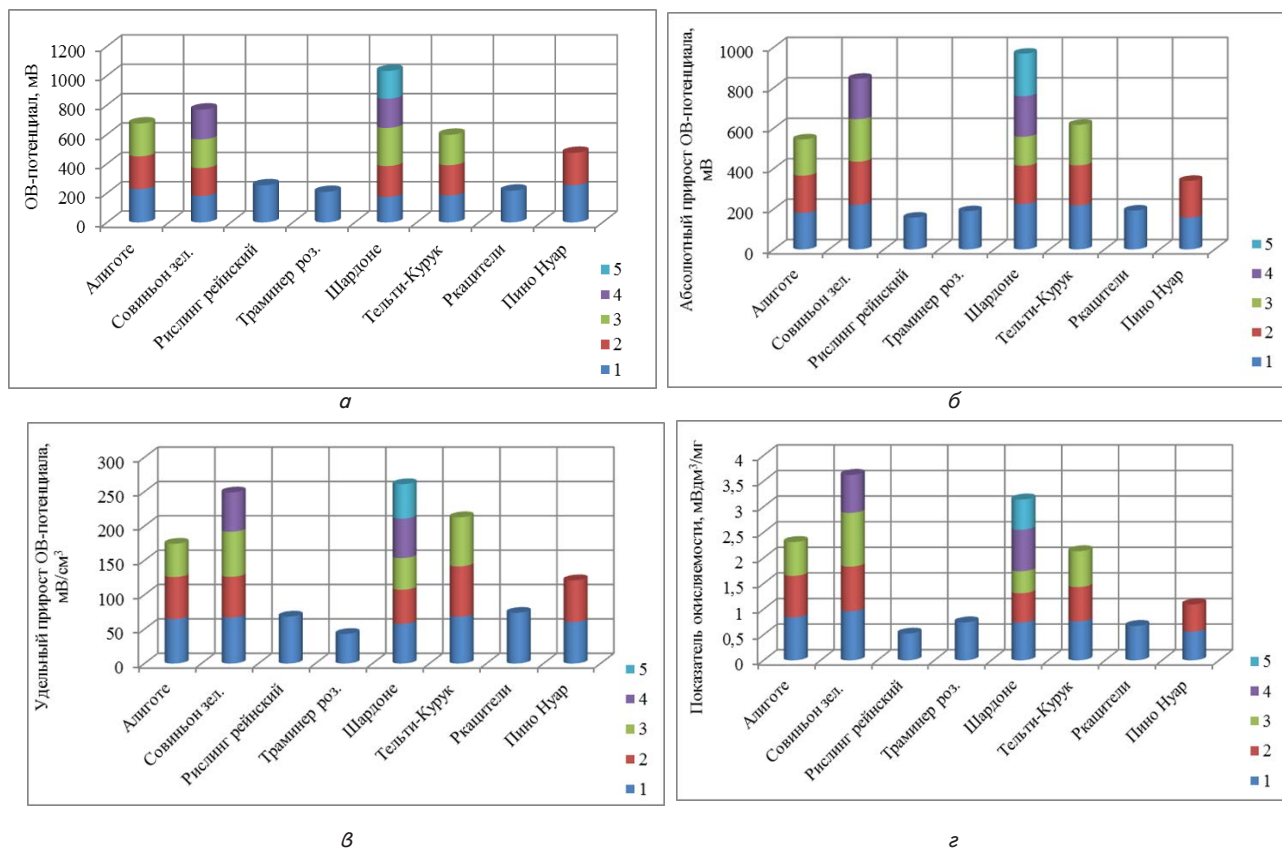 ОВ-потенциал, мВ
1200
1000
800
600
400
200
0
Алиготе
Совиньон зел.
Рислинг рейнский
Траминер роз.
Шардоне
Тельти-Курук
Ркацители
Пино Нуар
5
4
3
2
1
а
Абсолютный прирост ОВ-потенциала,
мВ
1000
800
600
400
200
0
Алиготе
Совиньон зел.
Рислинг рейнский
Траминер роз.
Шардоне
Тельти-Курук
Ркацители
Пино Нуар
5
4
3
2
1
б
Удельный прирост ОВ-потенциала,
мВ/см³
300
250
200
150
100
50
0
Алиготе
Совиньон зел.
Рислинг рейнский
Траминер роз.
Шардоне
Тельти-Курук
Ркацители
Пино Нуар
5
4
3
2
1
в
Показатель окисляемости, мВдм³/мг
4
3,5
3
2,5
2
1,5
1
0,5
0
Алиготе
Совиньон зел.
Рислинг рейнский
Траминер роз.
Шардоне
Тельти-Курук
Ркацители
Пино Нуар
5
4
3
2
1
г